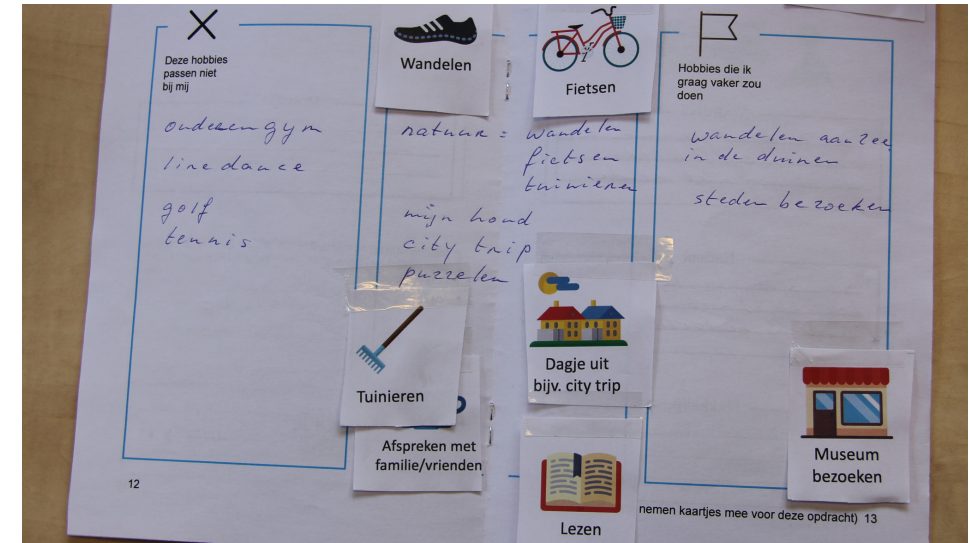 Deze hobbies
passen niet
bij mij
ouderengym
line dance
golf
tennis
12
Wandelen
Fietsen
natuur = wandelen
fietsen
tuinieren
mijn hond
city trip
puzzelen
Tuinieren
Afspreken met
familie/vrienden
Dagje uit
bijv. city trip
Lezen
Hobbies die ik
graag vaker zou
doen
wandelen aan zee,
in de duinen
steden bezoeken
Museum
bezoeken
nemen kaartjes mee voor deze opdracht) 13